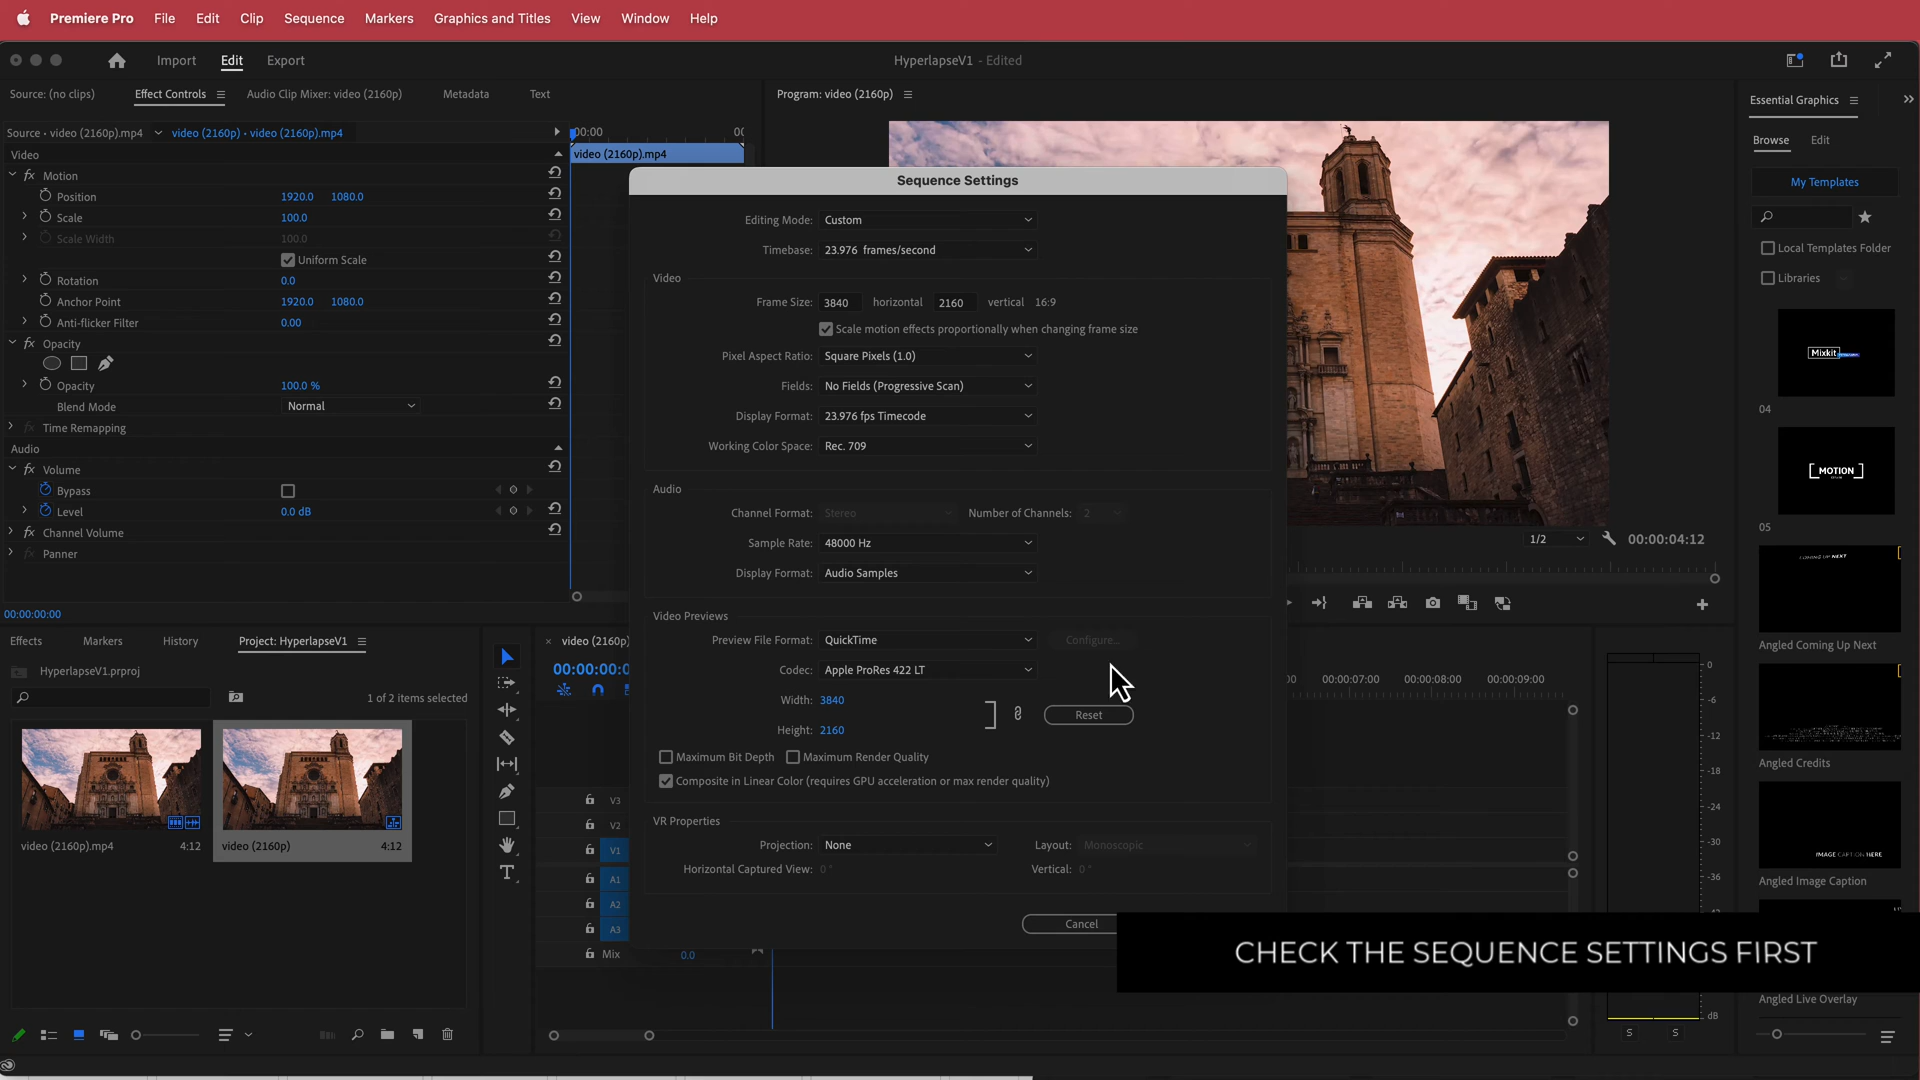 Premiere Pro File Edit Clip Sequence Markers Graphics and Titles View Window Help
Import Edit Export
HyperlapseV1 - Edited
Source: (no clips) Effect Controls Audio Clip Mixer: video (2160p) Metadata Text
Program: video (2160p)
Essential Graphics
Source • video (2160p).mp4 video (2160p) • video (2160p).mp4
Video
Motion
Position 1920.0 1080.0
Scale 100.0
Scale Width 100.0
Uniform Scale
Rotation 0.0
Anchor Point 1920.0 1080.0
Anti-flicker Filter 0.00
Opacity
Opacity 100.0 %
Blend Mode Normal
Time Remapping
Audio
Volume
Bypass
Level 0.0 dB
Channel Volume
Panner
00:00:00:00
video (2160p).mp4
Sequence Settings
Editing Mode: Custom
Timebase: 23.976 frames/second
Video
Frame Size: 3840 horizontal 2160 vertical 16:9
Scale motion effects proportionally when changing frame size
Pixel Aspect Ratio: Square Pixels (1.0)
Fields: No Fields (Progressive Scan)
Display Format: 23.976 fps Timecode
Working Color Space: Rec. 709
Audio
Channel Format: Stereo Number of Channels: 2
Sample Rate: 48000 Hz
Display Format: Audio Samples
Video Previews
Preview File Format: QuickTime Configure...
Codec: Apple ProRes 422 LT
Width: 3840
Height: 2160
Reset
Maximum Bit Depth Maximum Render Quality
Composite in Linear Color (requires GPU acceleration or max render quality)
VR Properties
Projection: None Layout: Monoscopic
Horizontal Captured View: 0° Vertical: 0°
Cancel
1/2 00:00:04:12
Browse Edit
My Templates
Local Templates Folder
Libraries
Mixkit
04
MOTION
05
COMING UP NEXT
Angled Coming Up Next
Angled Credits
IMAGE CAPTION HERE
Angled Image Caption
Angled Live Overlay
Effects Markers History Project: HyperlapseV1
HyperlapseV1.prproj
1 of 2 items selected
video (2160p).mp4 4:12
video (2160p) 4:12
video (2160p)
00:00:07:00 00:00:08:00 00:00:09:00
V3
V2
V1
A1
A2
A3
Mix 0.0
0
-6
-12
-18
-24
-30
-36
dB
S S
CHECK THE SEQUENCE SETTINGS FIRST